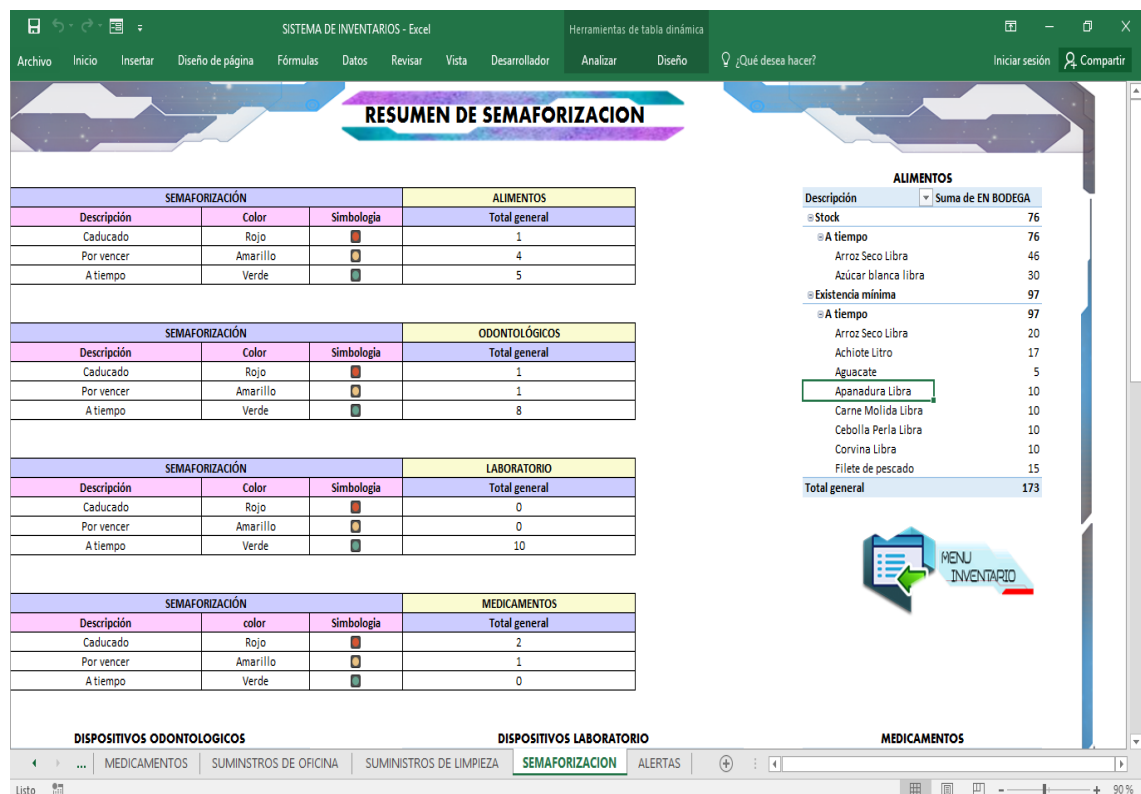 SISTEMA DE INVENTARIOS - Excel Herramientas de tabla dinámica
Archivo Inicio Insertar Diseño de página Fórmulas Datos Revisar Vista Desarrollador Analizar Diseño ¿Qué desea hacer? Iniciar sesión Compartir
RESUMEN DE SEMAFORIZACION
SEMAFORIZACIÓN ALIMENTOS
Descripción Color Simbologia Total general
Caducado Rojo 1
Por vencer Amarillo 4
A tiempo Verde 5
SEMAFORIZACIÓN ODONTOLÓGICOS
Descripción Color Simbologia Total general
Caducado Rojo 1
Por vencer Amarillo 1
A tiempo Verde 8
SEMAFORIZACIÓN LABORATORIO
Descripción Color Simbologia Total general
Caducado Rojo 0
Por vencer Amarillo 0
A tiempo Verde 10
SEMAFORIZACIÓN MEDICAMENTOS
Descripción color Simbologia Total general
Caducado Rojo 2
Por vencer Amarillo 1
A tiempo Verde 0
ALIMENTOS
Descripción Suma de EN BODEGA
Stock 76
A tiempo 76
Arroz Seco Libra 46
Azúcar blanca libra 30
Existencia mínima 97
A tiempo 97
Arroz Seco Libra 20
Achiote Litro 17
Aguacate 5
Apanadura Libra 10
Carne Molida Libra 10
Cebolla Perla Libra 10
Corvina Libra 10
Filete de pescado 15
Total general 173
MENU
INVENTARIO
DISPOSITIVOS ODONTOLOGICOS DISPOSITIVOS LABORATORIO MEDICAMENTOS
... MEDICAMENTOS SUMINSTROS DE OFICINA SUMINISTROS DE LIMPIEZA SEMAFORIZACION ALERTAS
Listo 90 %